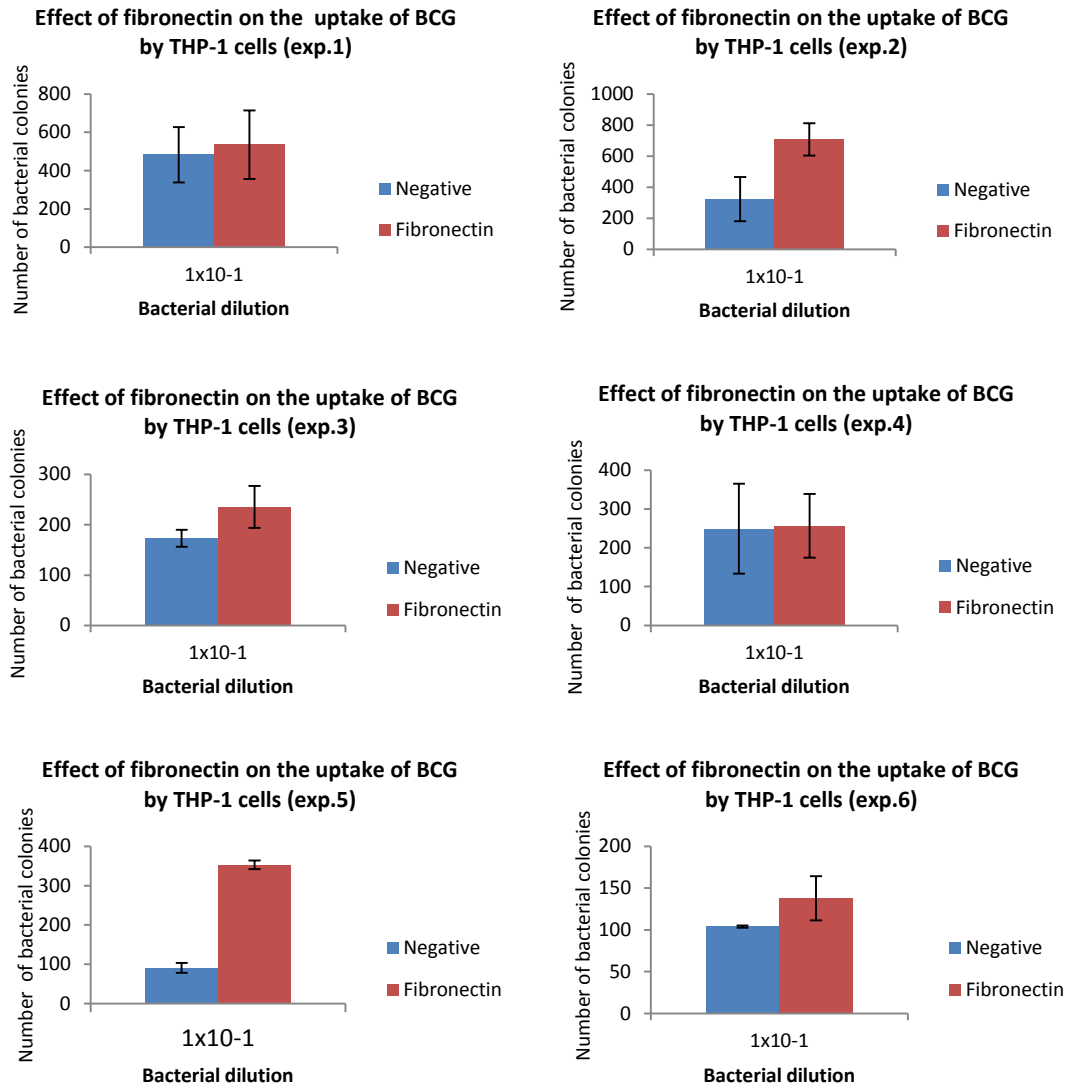 Effect of fibronectin on the  uptake of BCG
by THP-1 cells (exp.1)
Number of bacterial colonies
800
600
400
200
0
1x10-1
Bacterial dilution
Negative
Fibronectin
Effect of fibronectin on the uptake of BCG
by THP-1 cells (exp.2)
Number of bacterial colonies
1000
800
600
400
200
0
1x10-1
Bacterial dilution
Negative
Fibronectin
Effect of fibronectin on the uptake of BCG
by THP-1 cells (exp.3)
Number of bacterial colonies
300
200
100
0
1x10-1
Bacterial dilution
Negative
Fibronectin
Effect of fibronectin on the uptake of BCG
by THP-1 cells (exp.4)
Number of bacterial colonies
400
300
200
100
0
1x10-1
Bacterial dilution
Negative
Fibronectin
Effect of fibronectin on the uptake of BCG
by THP-1 cells (exp.5)
Number of bacterial colonies
400
300
200
100
0
1x10-1
Bacterial dilution
Negative
Fibronectin
Effect of fibronectin on the uptake of BCG
by THP-1 cells (exp.6)
Number of bacterial colonies
200
150
100
50
0
1x10-1
Bacterial dilution
Negative
Fibronectin